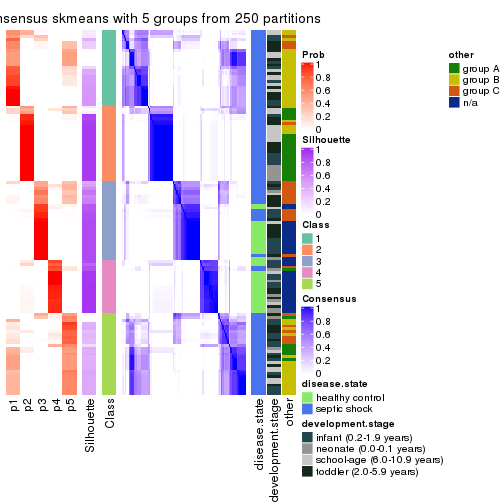 nsensus skmeans with 5 groups from 250 partitions
Prob
1
0.8
0.6
0.4
0.2
0
Silhouette
1
0.8
0.6
0.4
0.2
0
Class
1
2
3
4
5
Consensus
1
0.8
0.6
0.4
0.2
0
disease.state
healthy control
septic shock
development.stage
infant (0.2-1.9 years)
neonate (0.0-0.1 years)
school-age (6.0-10.9 years)
toddler (2.0-5.9 years)
other
group A
group B
group C
n/a
p1
p2
p3
p4
p5
Silhouette
Class
disease.state
development.stage
other